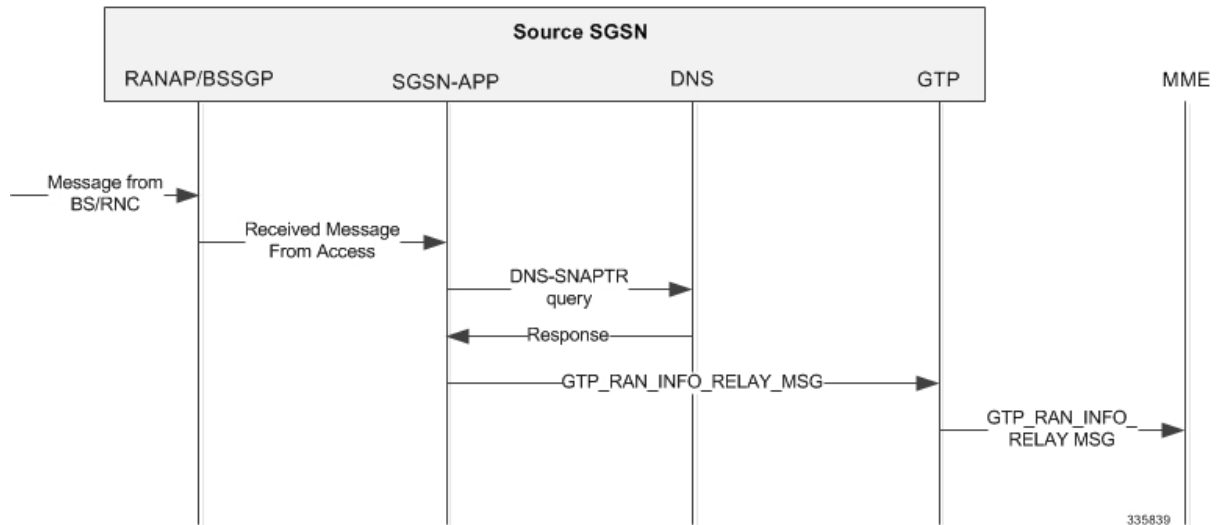 Source SGSN
RANAP/BSSGP
SGSN-APP
DNS
GTP
MME
Message from
BS/RNC
Received Message
From Access
DNS-SNAPTR
query
Response
GTP_RAN_INFO_RELAY_MSG
GTP_RAN_INFO_
RELAY MSG
335839